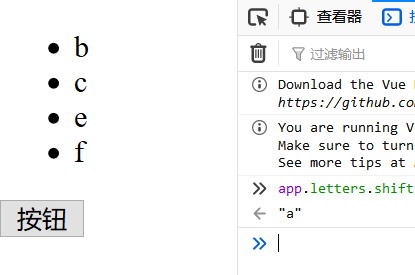 b
c
e
f
按钮
查看器
过滤输出
Download the Vue
https://github.co
You are running V
Make sure to turn
See more tips at
app.letters.shift
"a"